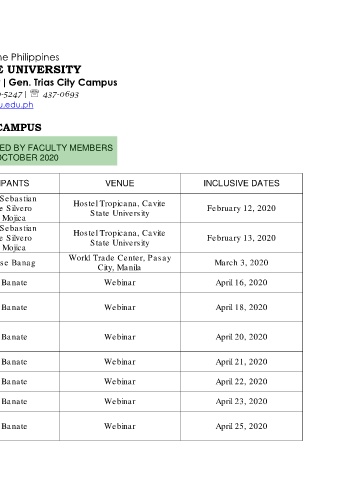 he Philippines
E UNIVERSITY
| Gen. Trias City Campus
-5247 | ☏ 437-0693
u.edu.ph
CAMPUS
ED BY FACULTY MEMBERS
OCTOBER 2020
IPANTS VENUE INCLUSIVE DATES
Sebastian
e Silvero
Mojica
Hostel Tropicana, Cavite
State University
February 12, 2020
Sebastian
e Silvero
Mojica
Hostel Tropicana, Cavite
State University
February 13, 2020
se Banag
World Trade Center, Pasay
City, Manila
March 3, 2020
Banate Webinar April 16, 2020
Banate Webinar April 18, 2020
Banate Webinar April 20, 2020
Banate Webinar April 21, 2020
Banate Webinar April 22, 2020
Banate Webinar April 23, 2020
Banate Webinar April 25, 2020